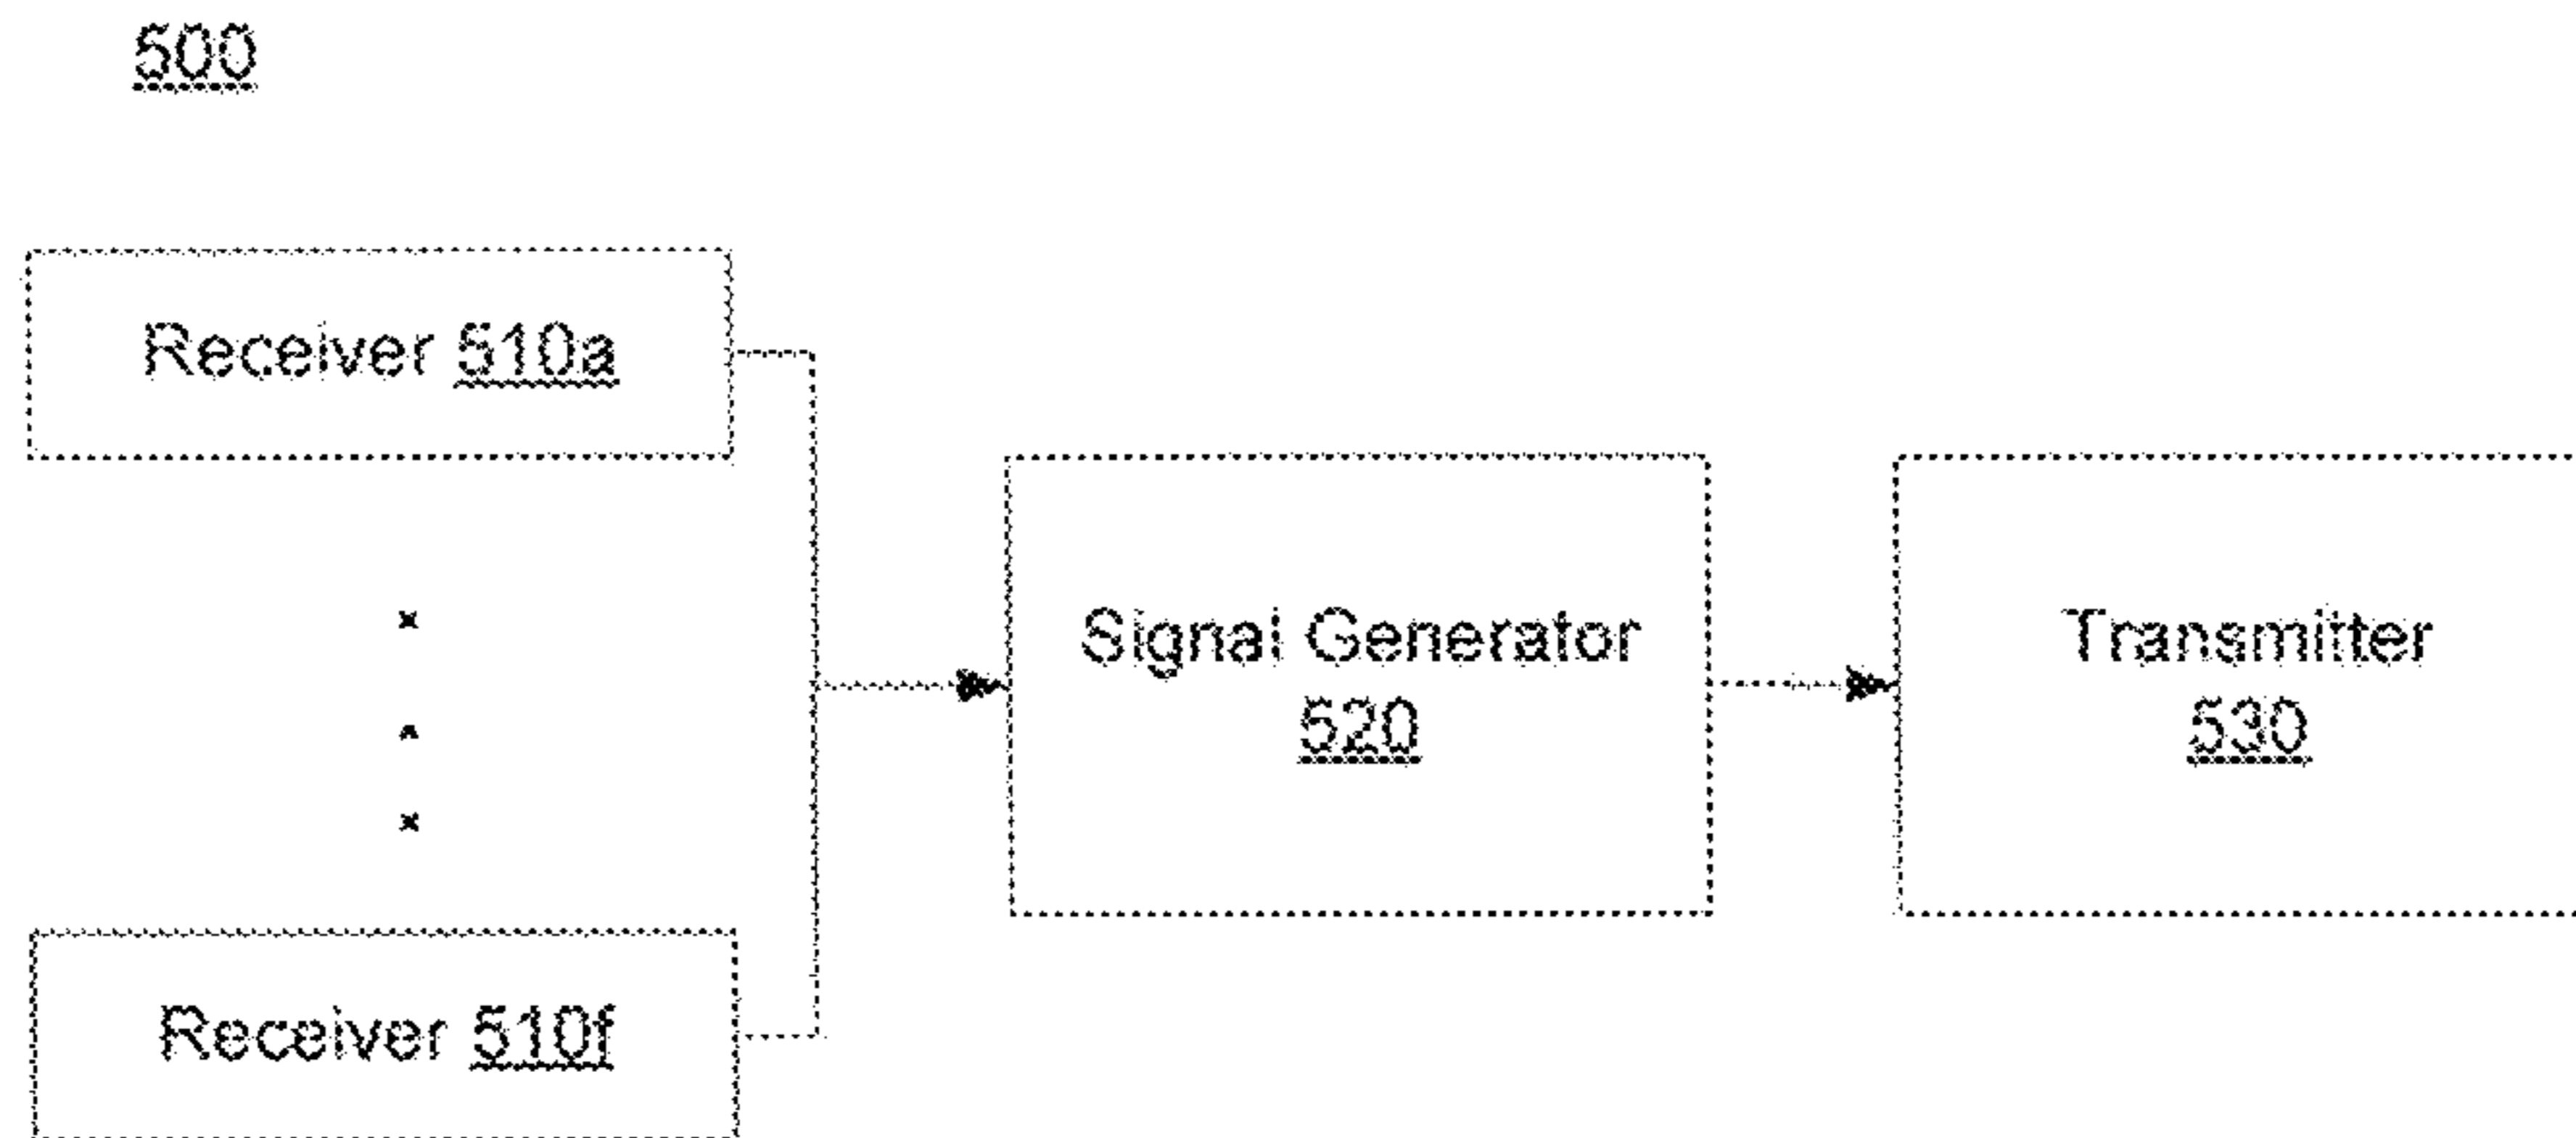 500
Receiver 510a
Signal Generator
520
Transmitter
530
Receiver 510f